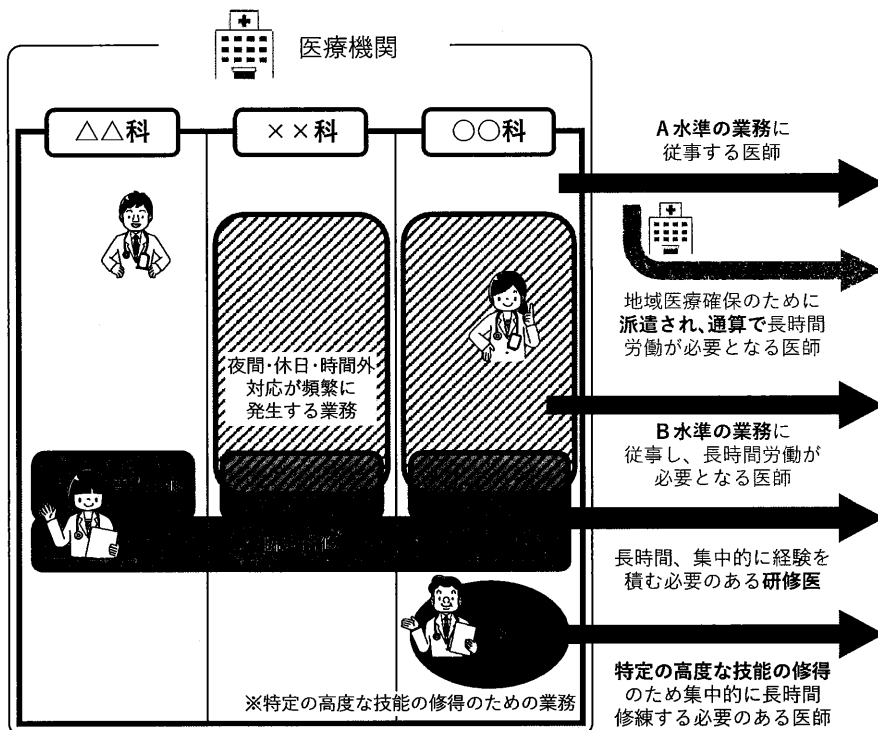 医療機関
△△科
××科
○○科
夜間・休日・時間外
対応が頻繁に
発生する業務
※特定の高度な技能の修得のための業務
A水準の業務に
従事する医師
地域医療確保のために
派遣され、通算で長時間
労働が必要となる医師
B水準の業務に
従事し、長時間労働が
必要となる医師
長時間、集中的に経験を
積む必要のある研修医
特定の高度な技能の修得
のため集中的に長時間
修練する必要のある医師